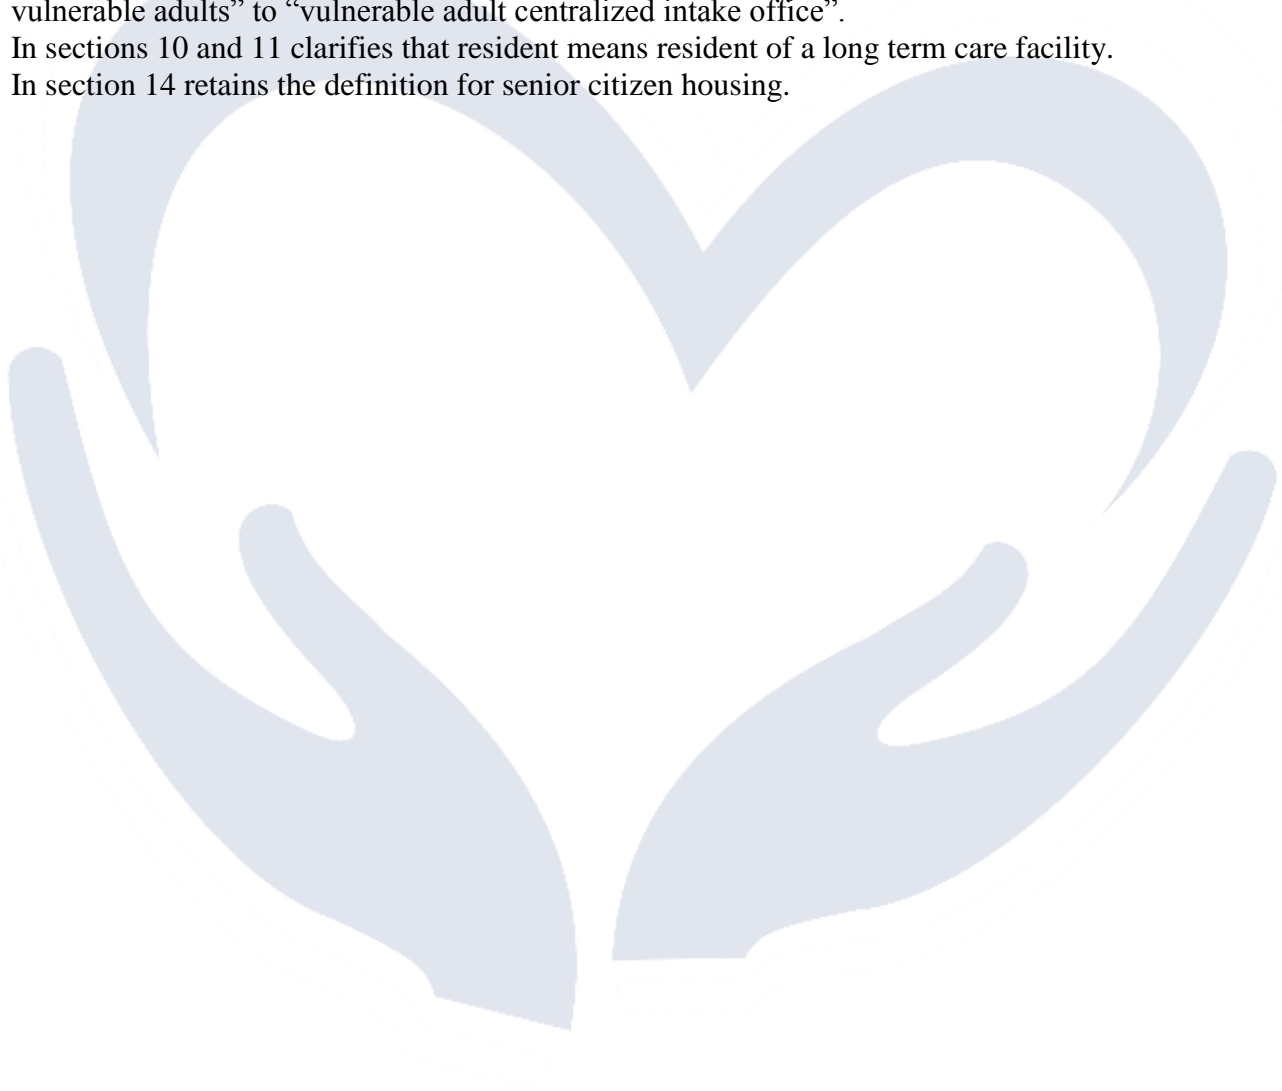 vulnerable adults” to “vulnerable adult centralized intake office”.
In sections 10 and 11 clarifies that resident means resident of a long term care facility.
In section 14 retains the definition for senior citizen housing.